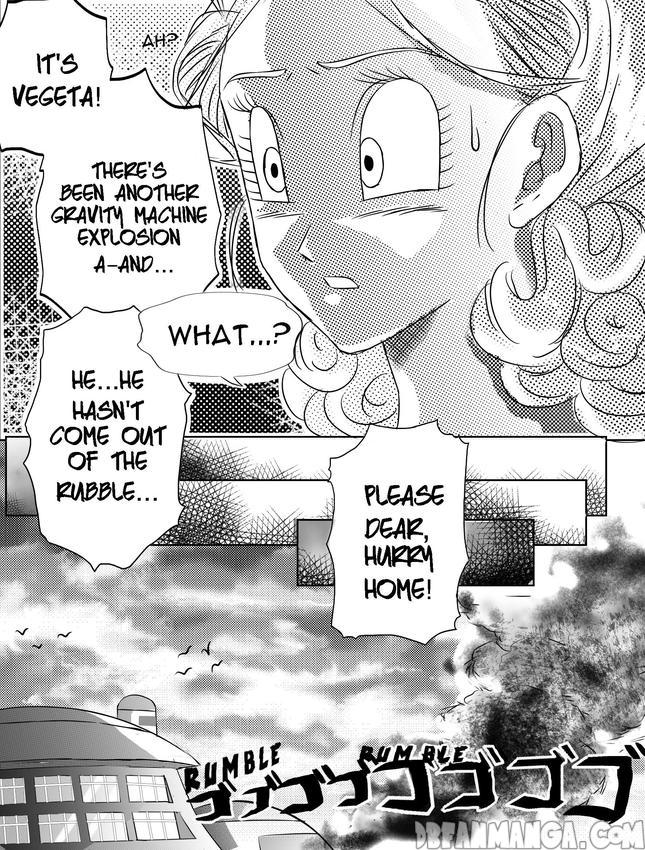 AH?
IT'S
VEGETA!
THERE'S
BEEN ANOTHER
GRAVITY MACHINE
EXPLOSION
A-AND...
WHAT...?
HE...HE
HASN'T
COME OUT
OF THE
RUBBLE...
PLEASE
DEAR,
HURRY
HOME!
RUMBLE
RUMBLE
ゴゴゴゴゴゴゴゴ
DBFANMANGA.COM